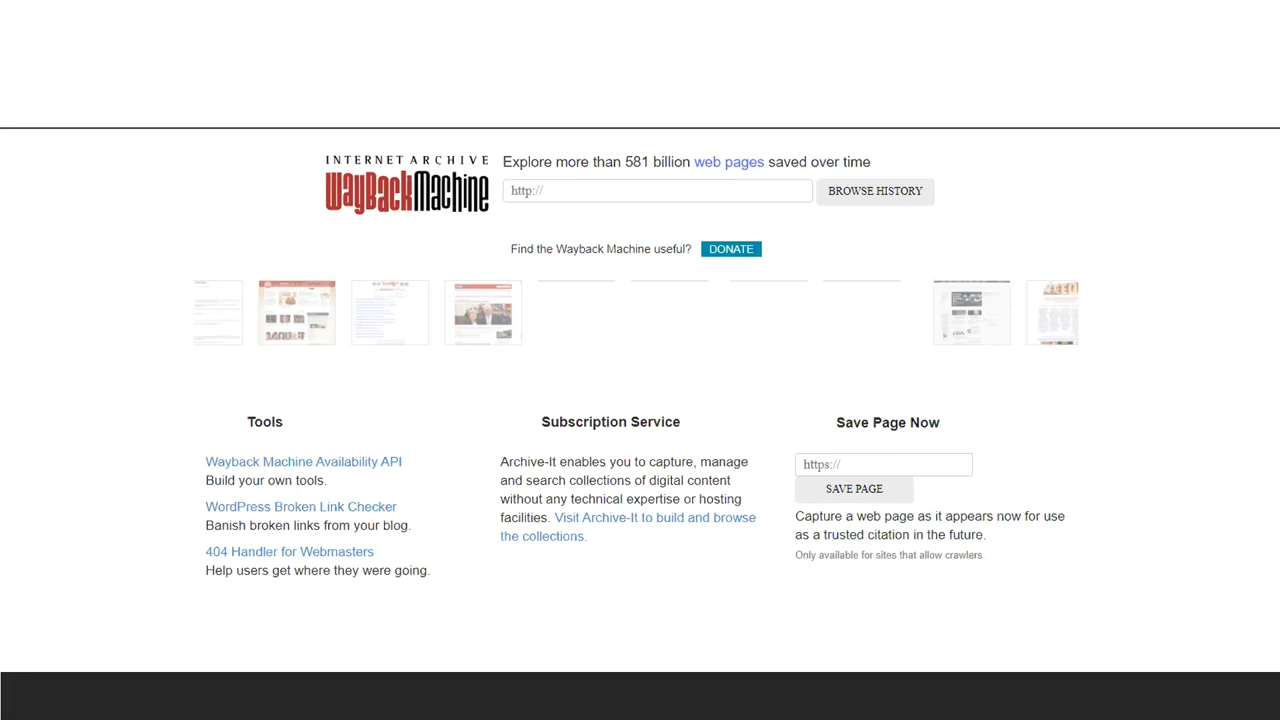 INTERNET ARCHIVE
WayBackMachine
Explore more than 581 billion web pages saved over time
http://
BROWSE HISTORY
Find the Wayback Machine useful?
DONATE
Tools
Wayback Machine Availability API
Build your own tools.
WordPress Broken Link Checker
Banish broken links from your blog.
404 Handler for Webmasters
Help users get where they were going.
Subscription Service
Archive-It enables you to capture, manage
and search collections of digital content
without any technical expertise or hosting
facilities. Visit Archive-It to build and browse
the collections.
Save Page Now
https://
SAVE PAGE
Capture a web page as it appears now for use
as a trusted citation in the future.
Only available for sites that allow crawlers.